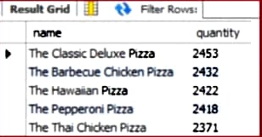 Result Grid Filter Rows:
name quantity
The Classic Deluxe Pizza 2453
The Barbecue Chicken Pizza 2432
The Hawaiian Pizza 2422
The Pepperoni Pizza 2418
The Thai Chicken Pizza 2371